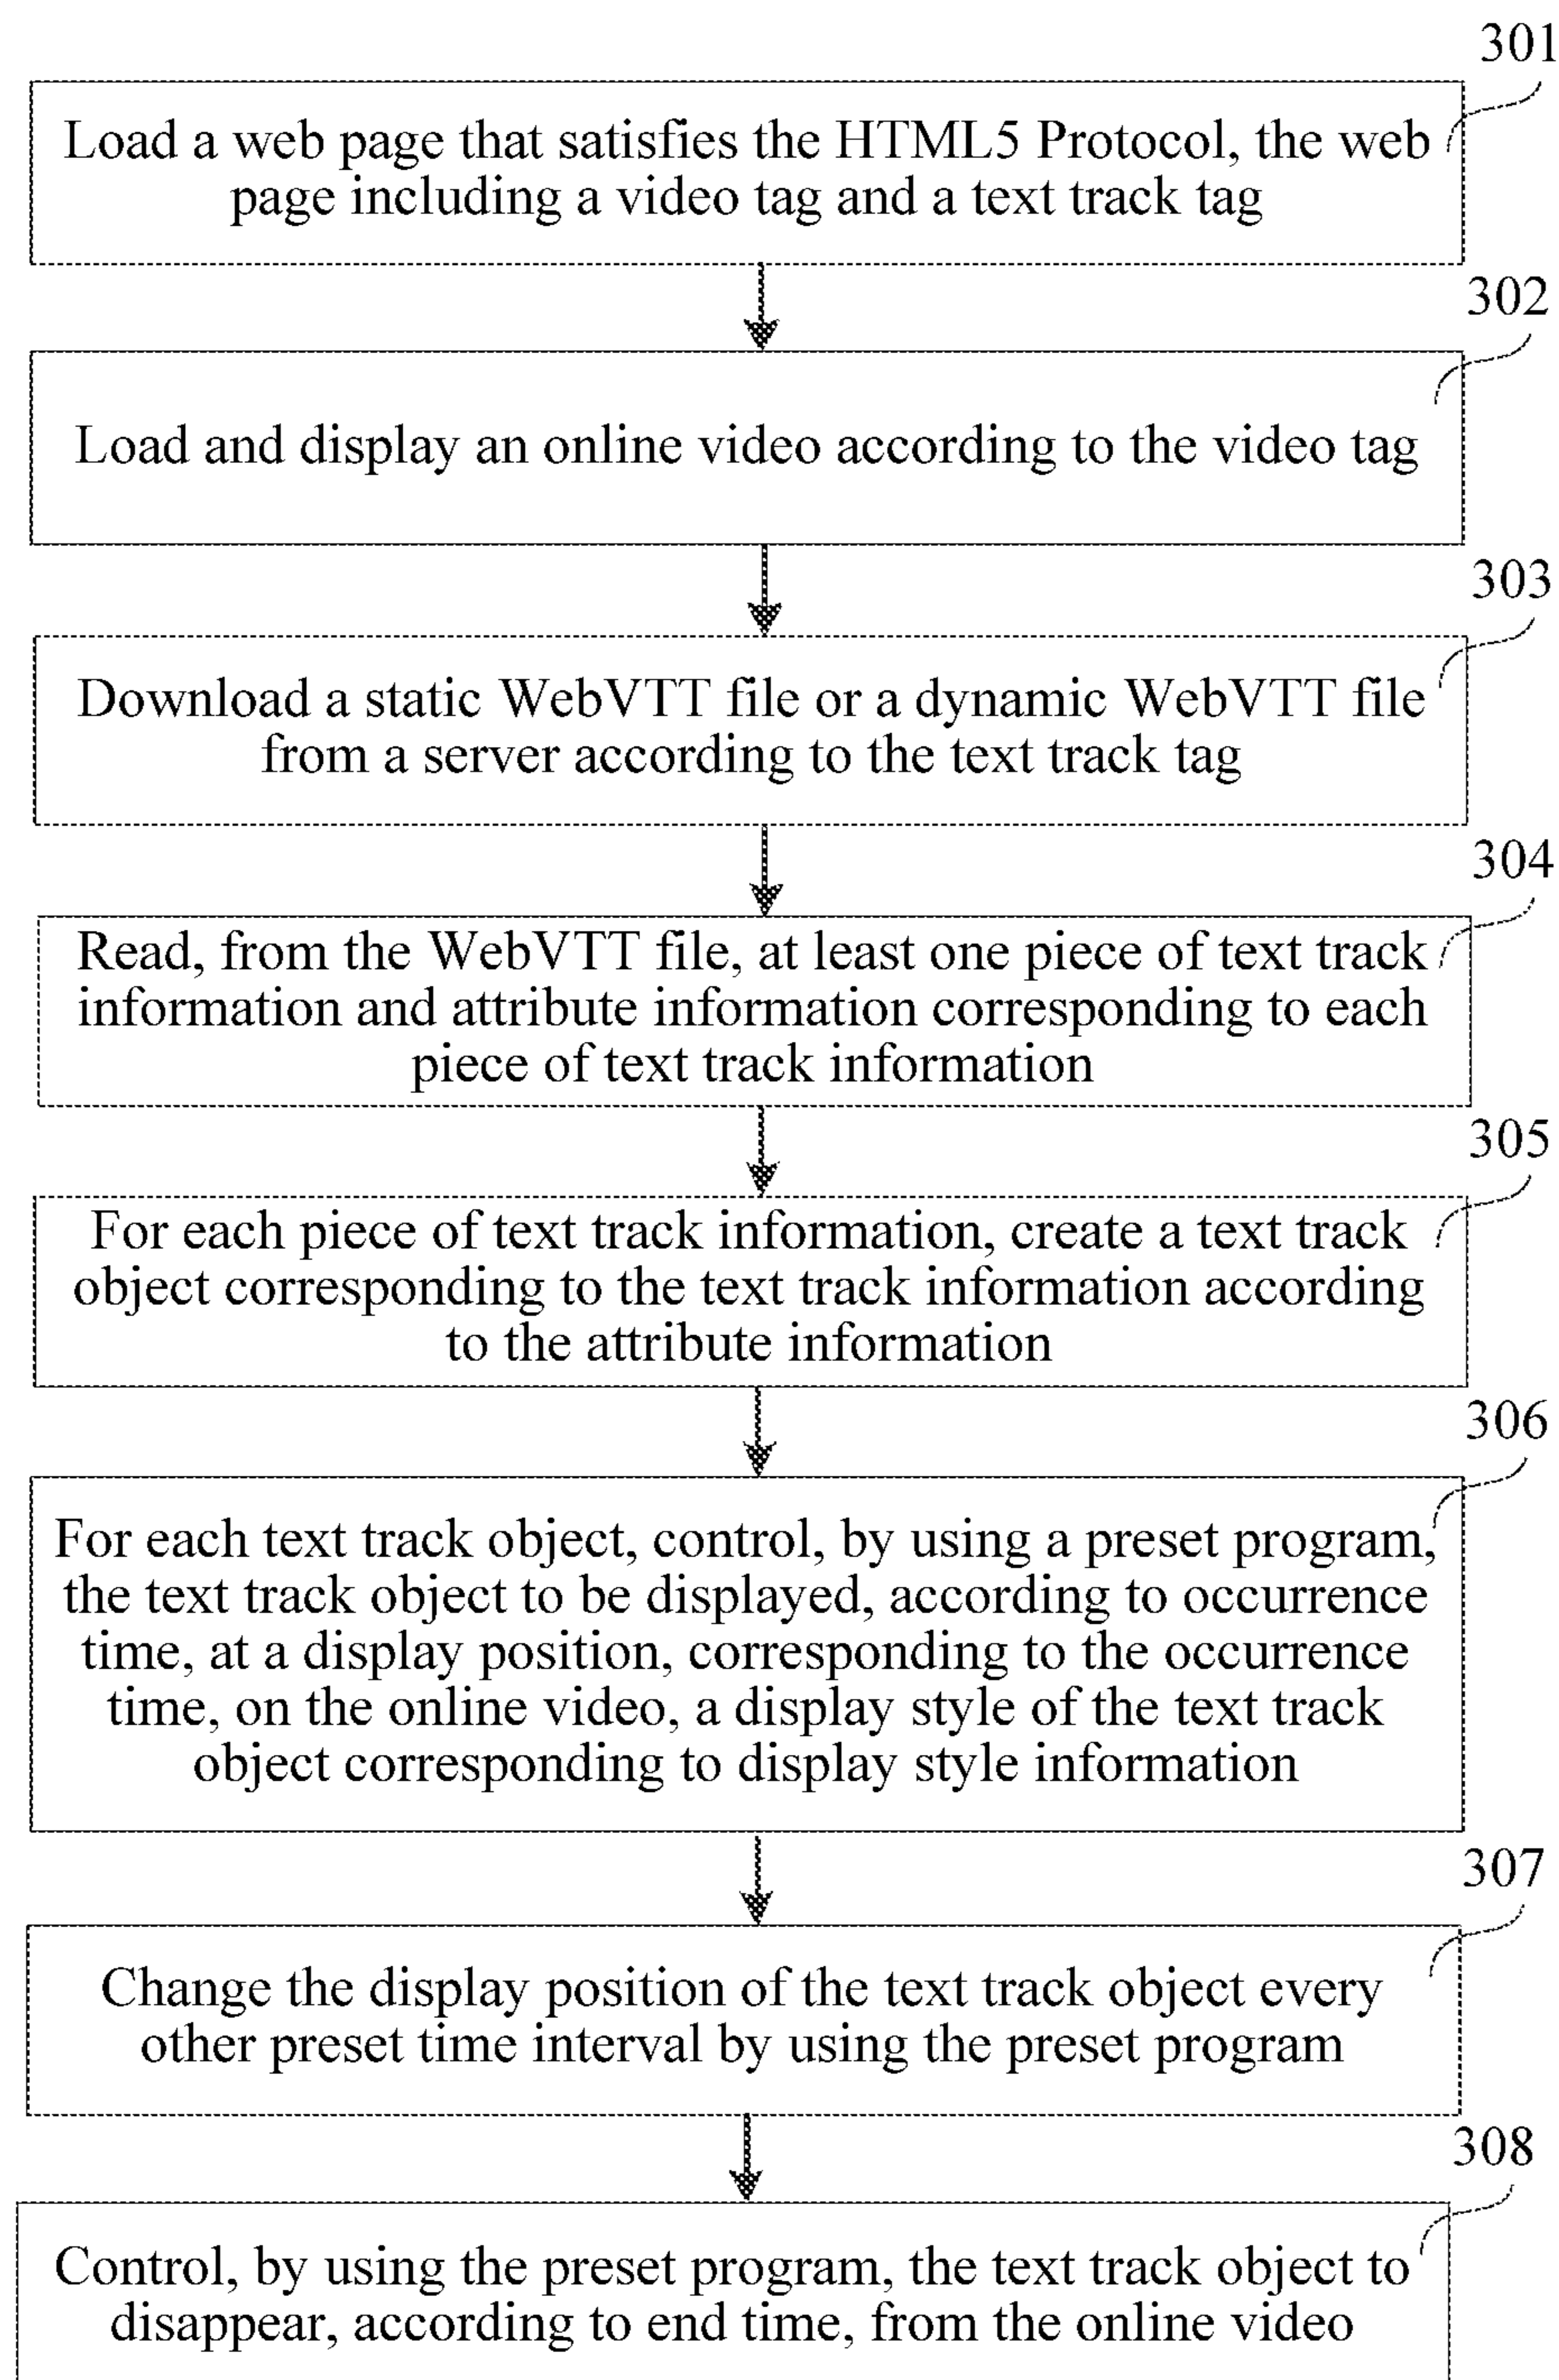 301
Load a web page that satisfies the HTML5 Protocol, the web
page including a video tag and a text track tag
302
Load and display an online video according to the video tag
303
Download a static WebVTT file or a dynamic WebVTT file
from a server according to the text track tag
304
Read, from the WebVTT file, at least one piece of text track
information and attribute information corresponding to each
piece of text track information
305
For each piece of text track information, create a text track
object corresponding to the text track information according
to the attribute information
306
For each text track object, control, by using a preset program,
the text track object to be displayed, according to occurrence
time, at a display position, corresponding to the occurrence
time, on the online video, a display style of the text track
object corresponding to display style information
307
Change the display position of the text track object every
other preset time interval by using the preset program
308
Control, by using the preset program, the text track object to
disappear, according to end time, from the online video